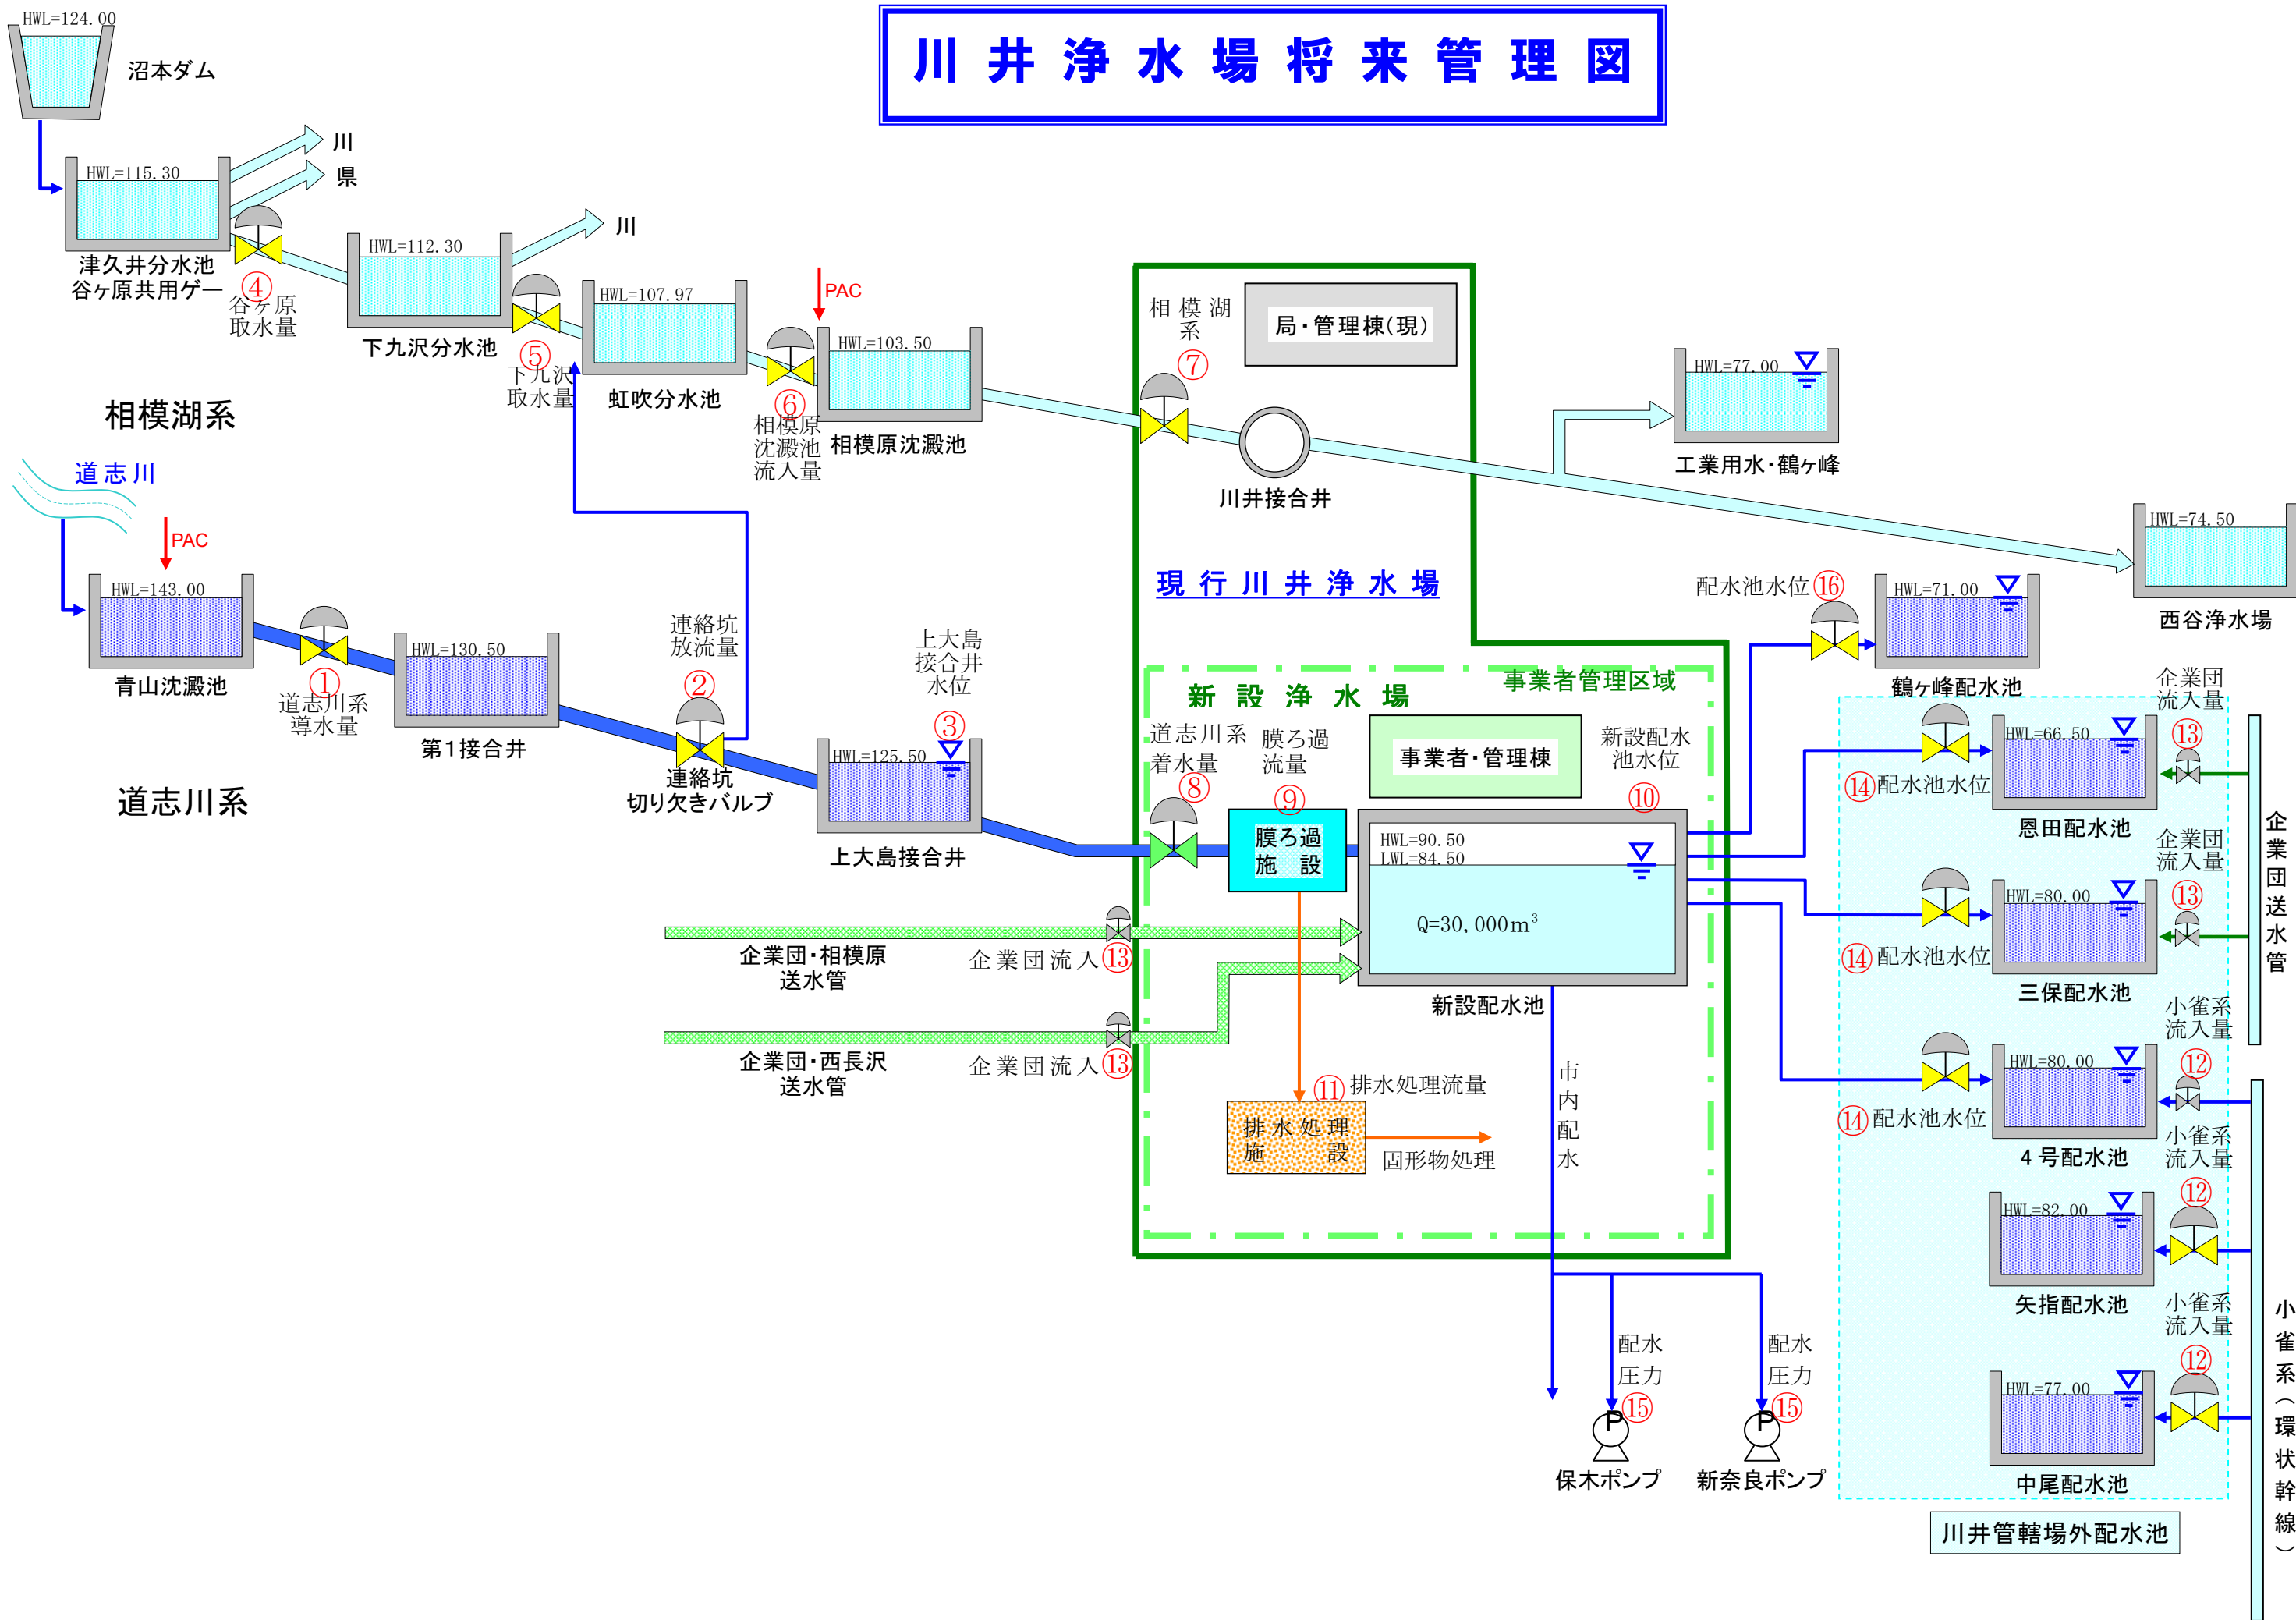 川井浄水場将来管理図
HWL=124.00
沼本ダム
川
県
HWL=115.30
津久井分水池
谷ヶ原共用ゲー
④
谷ヶ原
取水量
川
HWL=112.30
下九沢分水池
⑤
下九沢
取水量
HWL=107.97
虹吹分水池
⑥
相模原
沈澱池
流入量
PAC
HWL=103.50
相模原沈澱池
相模湖系
相模湖
系
⑦
局・管理棟(現)
川井接合井
HWL=77.00
工業用水・鶴ヶ峰
HWL=74.50
西谷浄水場
道志川
PAC
HWL=143.00
青山沈澱池
①
道志川系
導水量
HWL=130.50
第1接合井
連絡坑
放流量
②
連絡坑
切り欠きバルブ
上大島
接合井
水位
③
HWL=125.50
上大島接合井
道志川系
現行川井浄水場
新設浄水場
事業者管理区域
道志川系
着水量
⑧
膜ろ過
流量
⑨
膜ろ過
施設
事業者・管理棟
新設配水
池水位
⑩
HWL=90.50
LWL=84.50
Q=30,000m³
新設配水池
企業団・相模原
送水管
企業団流入⑬
企業団・西長沢
送水管
企業団流入⑬
⑪排水処理流量
排水処理
施設
固形物処理
市内配水
配水
圧力
⑮
P
保木ポンプ
配水
圧力
⑮
P
新奈良ポンプ
配水池水位⑯
HWL=71.00
鶴ヶ峰配水池
企業団
流入量
⑬
HWL=66.50
⑭配水池水位
恩田配水池
企業団
流入量
⑬
HWL=80.00
⑭配水池水位
三保配水池
企業団送水管
小雀系
流入量
⑫
HWL=80.00
⑭配水池水位
4号配水池
小雀系
流入量
⑫
HWL=82.00
矢指配水池
小雀系
流入量
⑫
HWL=77.00
中尾配水池
小雀系(環状幹線)
川井管轄場外配水池